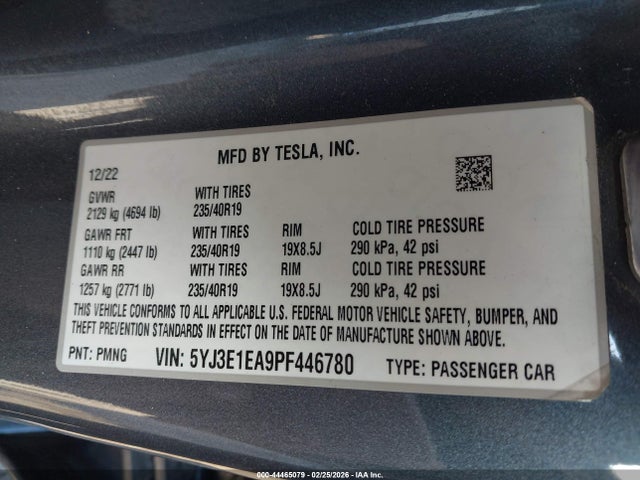 MFD BY TESLA, INC.
12/22
GVWR WITH TIRES
2129 kg (4694 lb) 235/40R19
GAWR FRT WITH TIRES RIM COLD TIRE PRESSURE
1110 kg (2447 lb) 235/40R19 19X8.5J 290 kPa, 42 psi
GAWR RR WITH TIRES RIM COLD TIRE PRESSURE
1257 kg (2771 lb) 235/40R19 19X8.5J 290 kPa, 42 psi
THIS VEHICLE CONFORMS TO ALL APPLICABLE U.S. FEDERAL MOTOR VEHICLE SAFETY, BUMPER, AND
THEFT PREVENTION STANDARDS IN EFFECT ON THE DATE OF MANUFACTURE SHOWN ABOVE.
PNT: PMNG VIN: 5YJ3E1EA9PF446780 TYPE: PASSENGER CAR
000-44465079 - 02/25/2026 - IAA Inc.